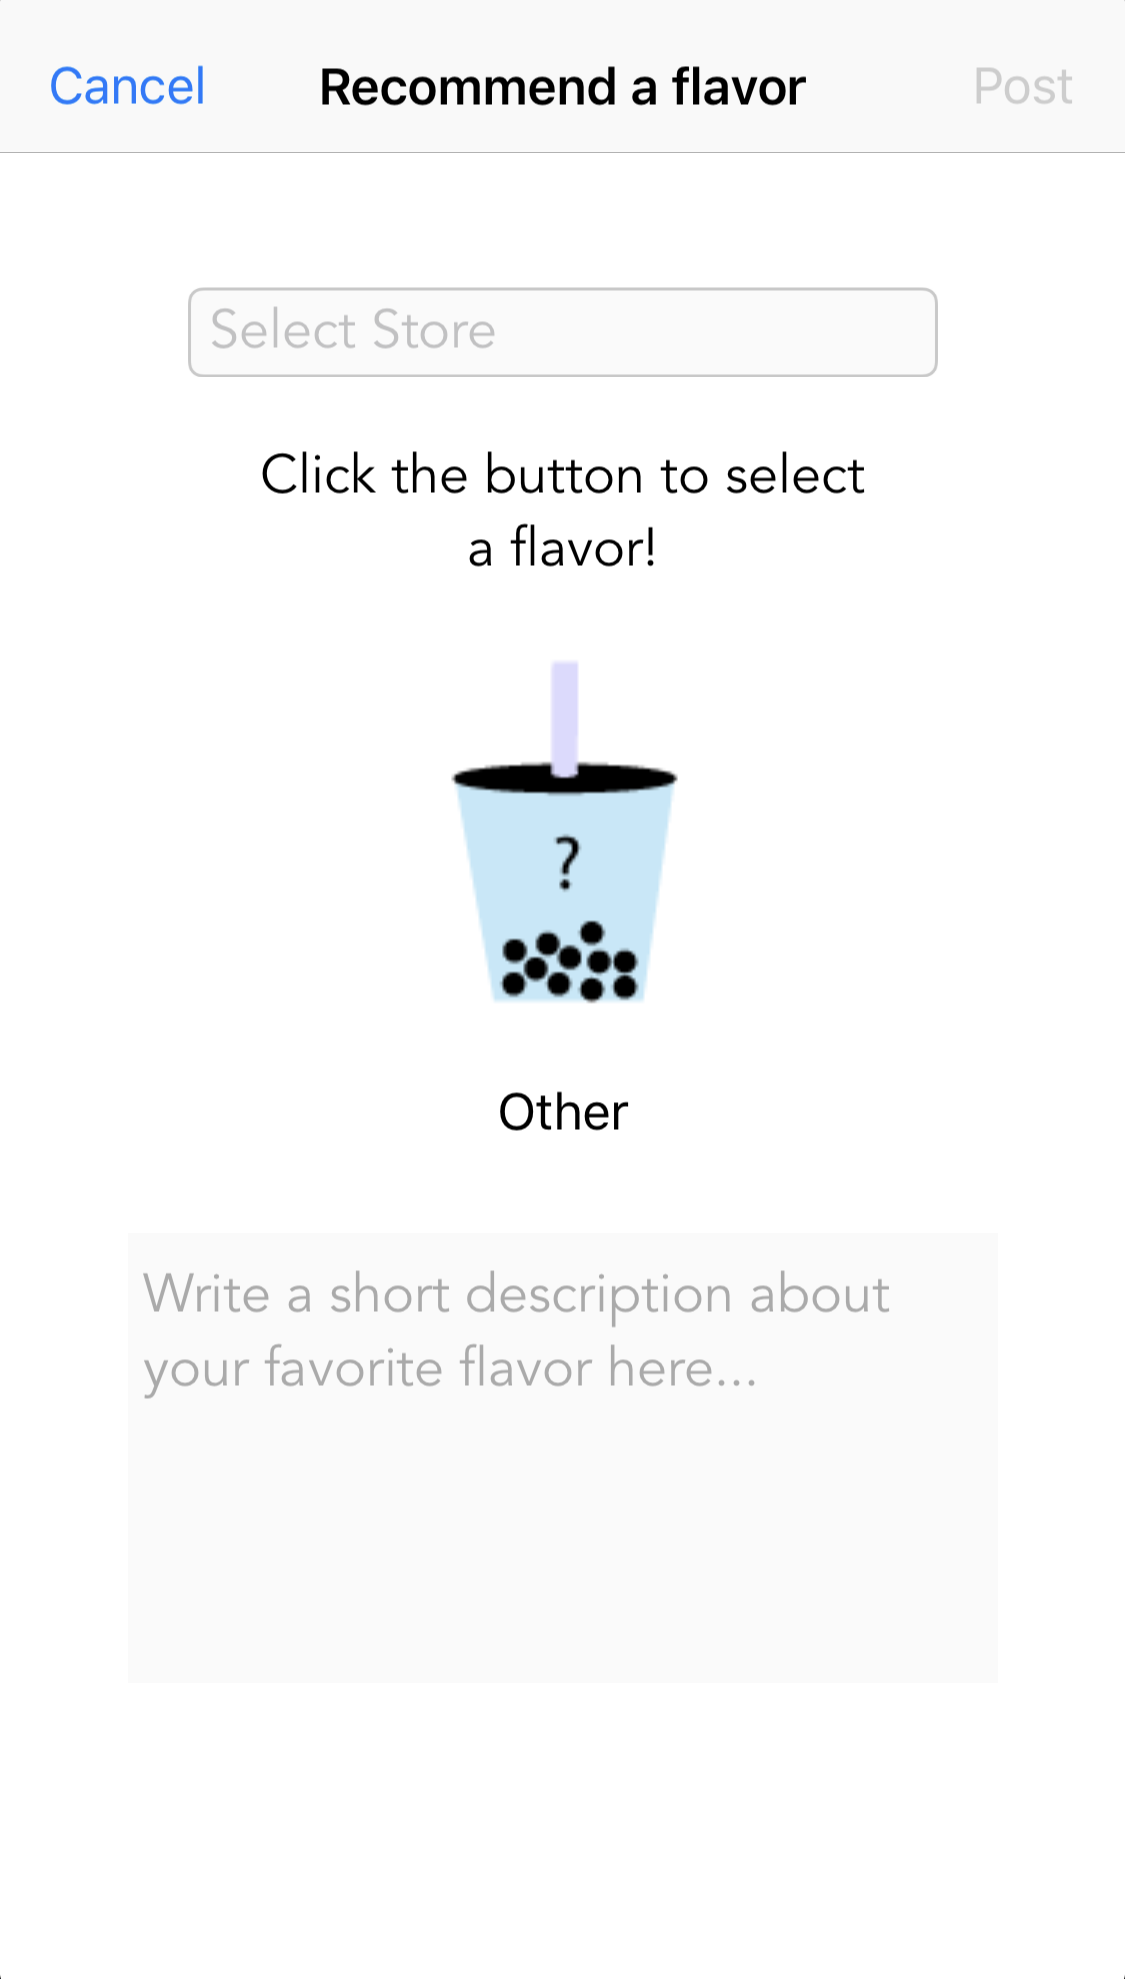 Cancel Recommend a flavor Post
Select Store
Click the button to select
a flavor!
?
Other
Write a short description about
your favorite flavor here...